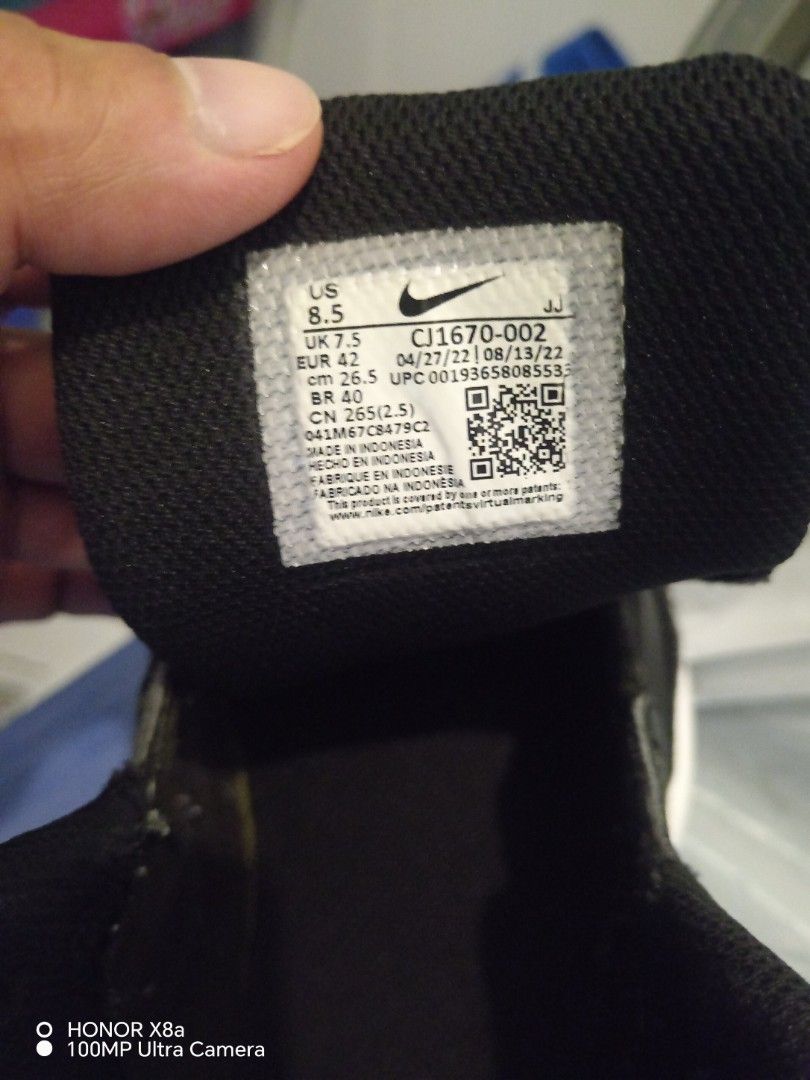 US
8.5
JJ
UK 7.5
CJ1670-002
EUR 42
04/27/22 | 08/13/22
cm 26.5
UPC 00193658085533
BR 40
CN 265(2.5)
041M67C8479C2
MADE IN INDONESIA
HECHO EN INDONESIA
FABRIQUE EN INDONESIE
FABRICADO NA INDONÉSIA
This product is covered by one or more patents:
www.nike.com/patentsvirtualmarking
HONOR X8a
100MP Ultra Camera